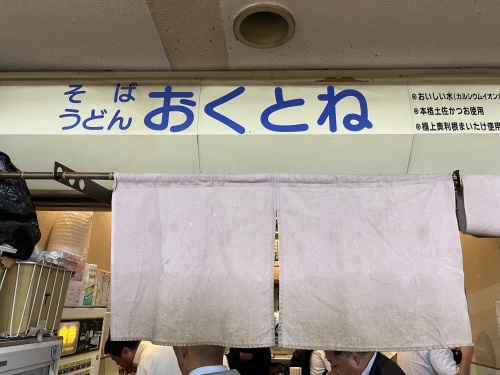 そば
うどん
おくとね
※おいしい水(カルシウムイオン
※本格土佐かつお使用
※極上奥利根まいたけ使用